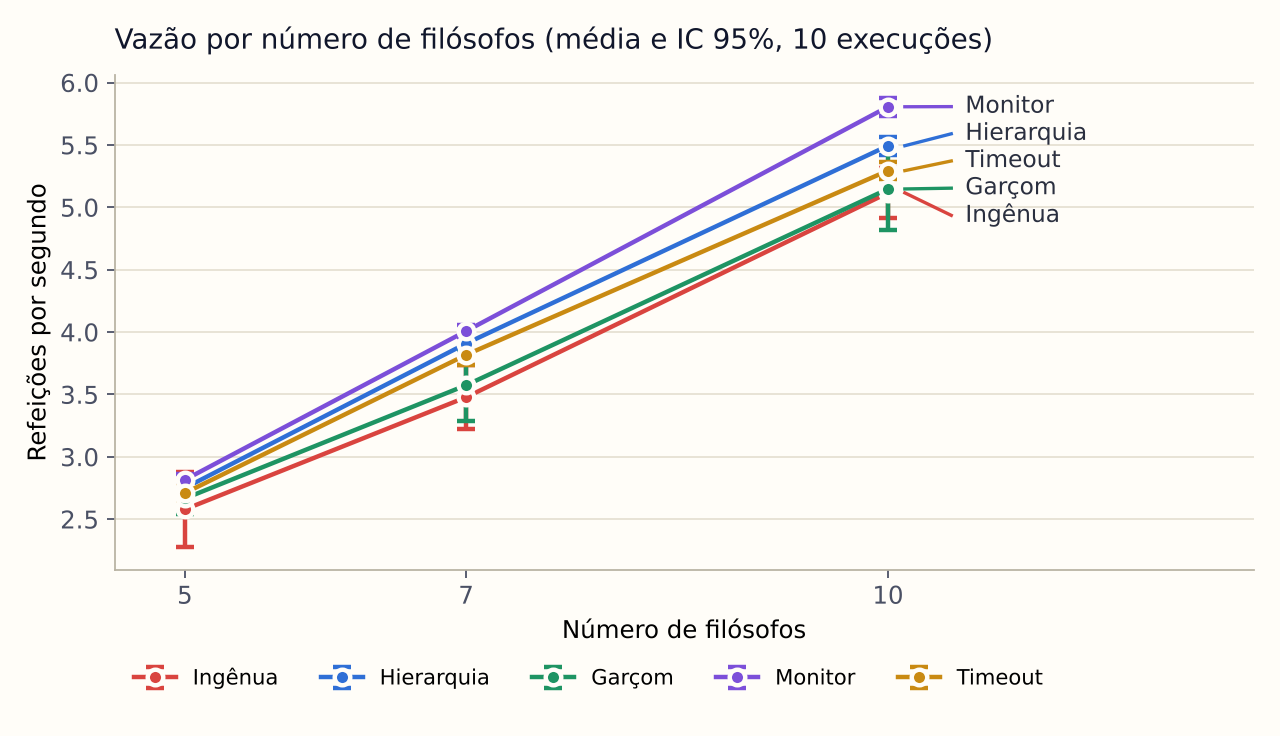 Vazão por número de filósofos (média e IC 95%, 10 execuções)
Refeições por segundo
6.0
5.5
5.0
4.5
4.0
3.5
3.0
2.5
Monitor
Hierarquia
Timeout
Garçom
Ingênua
5 7 10
Número de filósofos
Ingênua Hierarquia Garçom Monitor Timeout